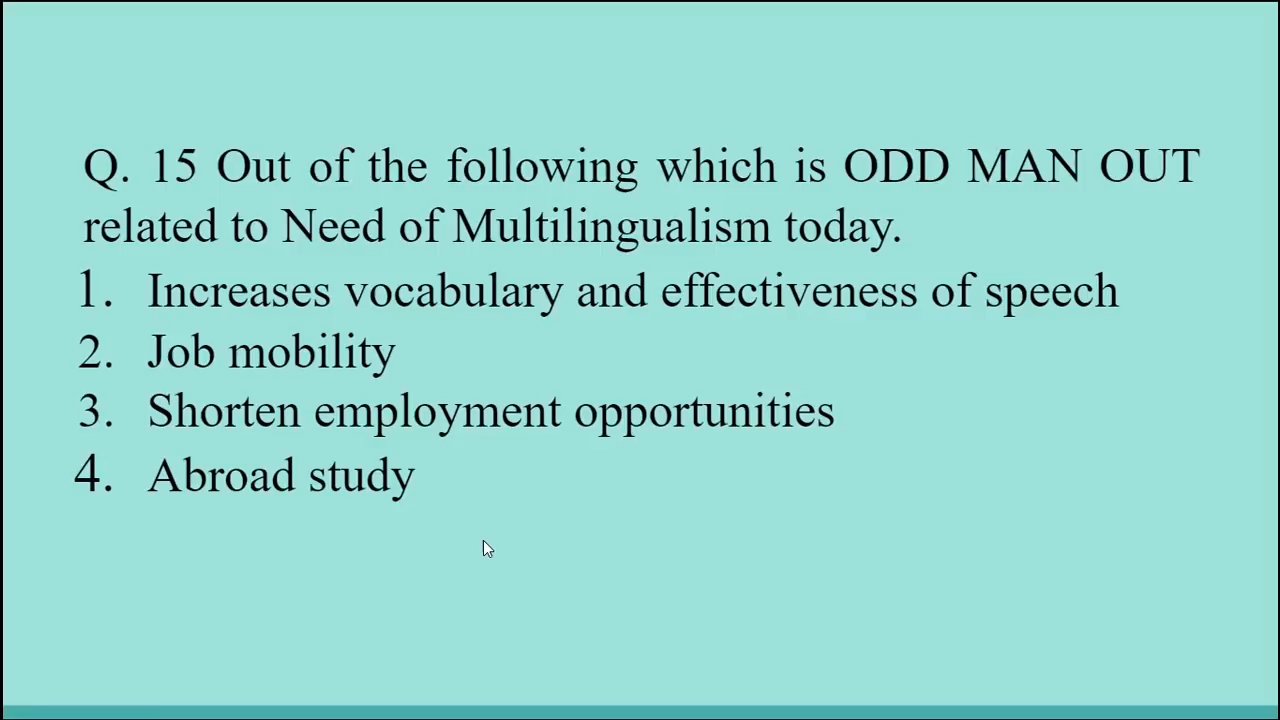 Q. 15 Out of the following which is ODD MAN OUT
related to Need of Multilingualism today.
1. Increases vocabulary and effectiveness of speech
2. Job mobility
3. Shorten employment opportunities
4. Abroad study